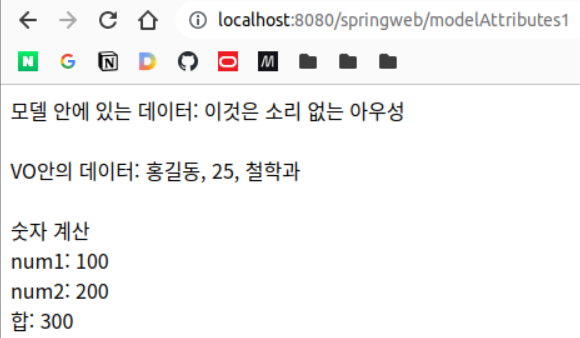 localhost:8080/springweb/modelAttributes1
N G N D M
모델 안에 있는 데이터: 이것은 소리 없는 아우성
VO안의 데이터: 홍길동, 25, 철학과
숫자 계산
num1: 100
num2: 200
합: 300